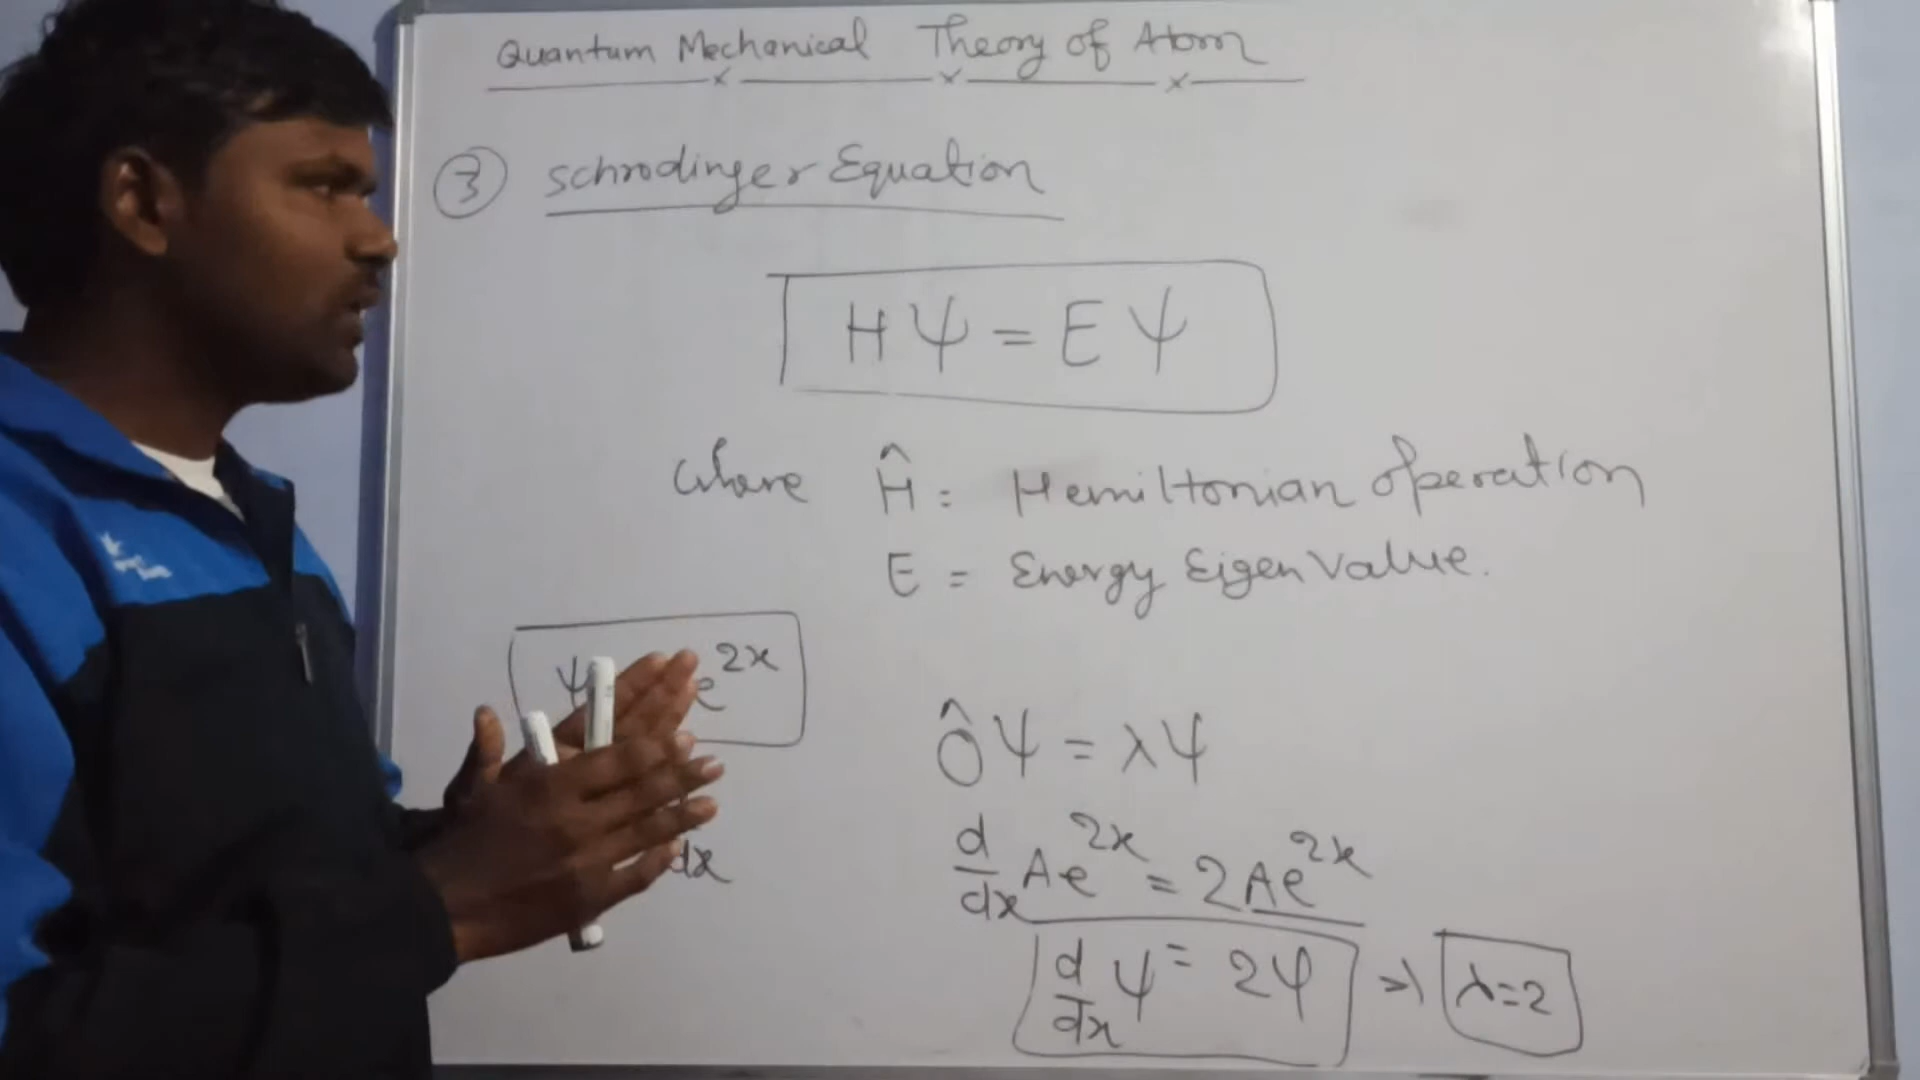 Quantum Mechanical Theory of Atom
③ Schrodinger Equation
HΨ = EΨ
where Ĥ = Hemiltonian operation
E = Energy Eigen Value.
Ψ e^2x
ÔΨ = λΨ
dx
d/dx Ae^2x = 2Ae^2x
d/dx Ψ = 2Ψ ⇒ λ=2